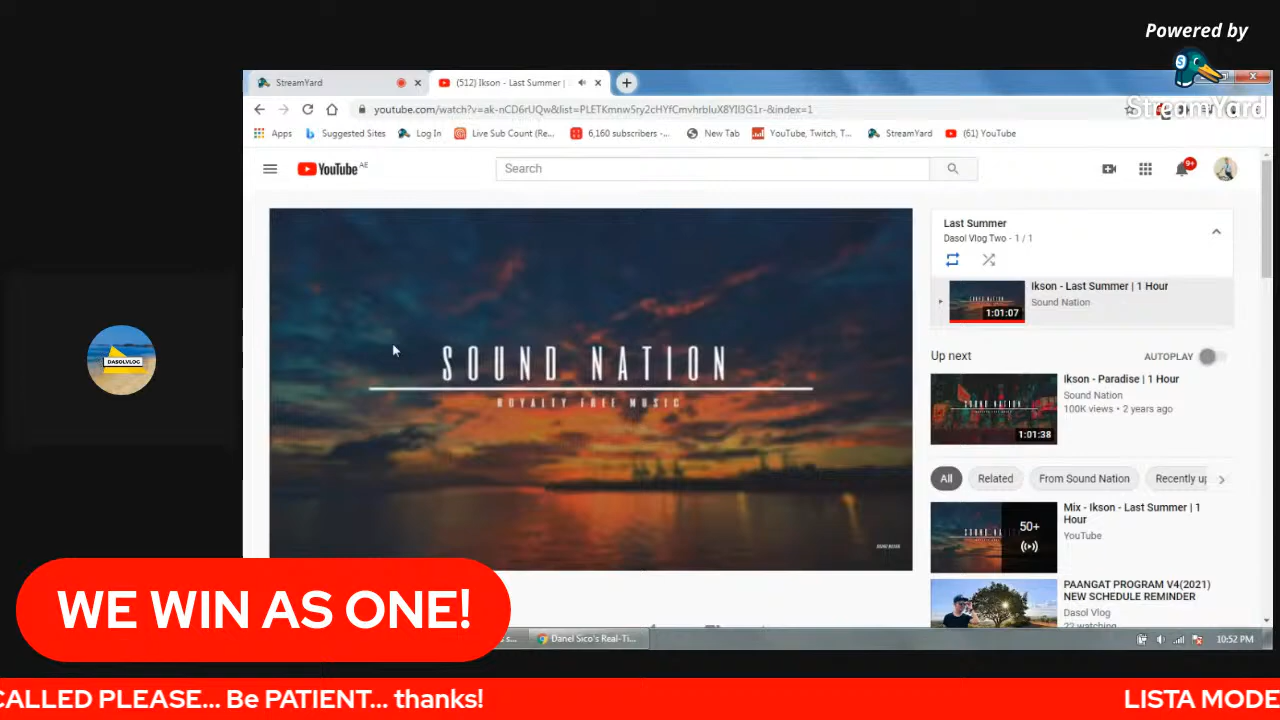 Powered by
StreamYard
StreamYard
(512) Ikson - Last Summer |
youtube.com/watch?v=ak-nCD6rUQw&list=PLETKmnw5ry2cHYfCmvhrbluX8YIl3G1r-&index=1
Apps
Suggested Sites
Log In
Live Sub Count (Re...
6,160 subscribers -...
New Tab
YouTube, Twitch, T...
StreamYard
(61) YouTube
YouTube AE
Search
9+
Last Summer
Dasol Vlog Two - 1 / 1
Ikson - Last Summer | 1 Hour
Sound Nation
1:01:07
SOUND NATION
ROYALTY FREE MUSIC
SOUND NATION
Up next
AUTOPLAY
Ikson - Paradise | 1 Hour
Sound Nation
100K views • 2 years ago
1:01:38
DASOLVLOG
All
Related
From Sound Nation
Recently up
Mix - Ikson - Last Summer | 1
Hour
YouTube
50+
PAANGAT PROGRAM V4(2021)
NEW SCHEDULE REMINDER
Dasol Vlog
22 watching
WE WIN AS ONE!
Danel Sico's Real-Ti...
10:52 PM
CALLED PLEASE... Be PATIENT... thanks!
LISTA MODE